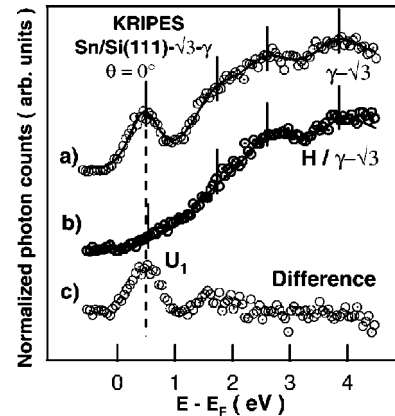 KRIPES
Sn/Si(111)-√3-γ
θ = 0°
γ–√3
a)
H / γ–√3
b)
U₁
Difference
c)
Normalized photon counts ( arb. units )
0 1 2 3 4
E - E_F ( eV )